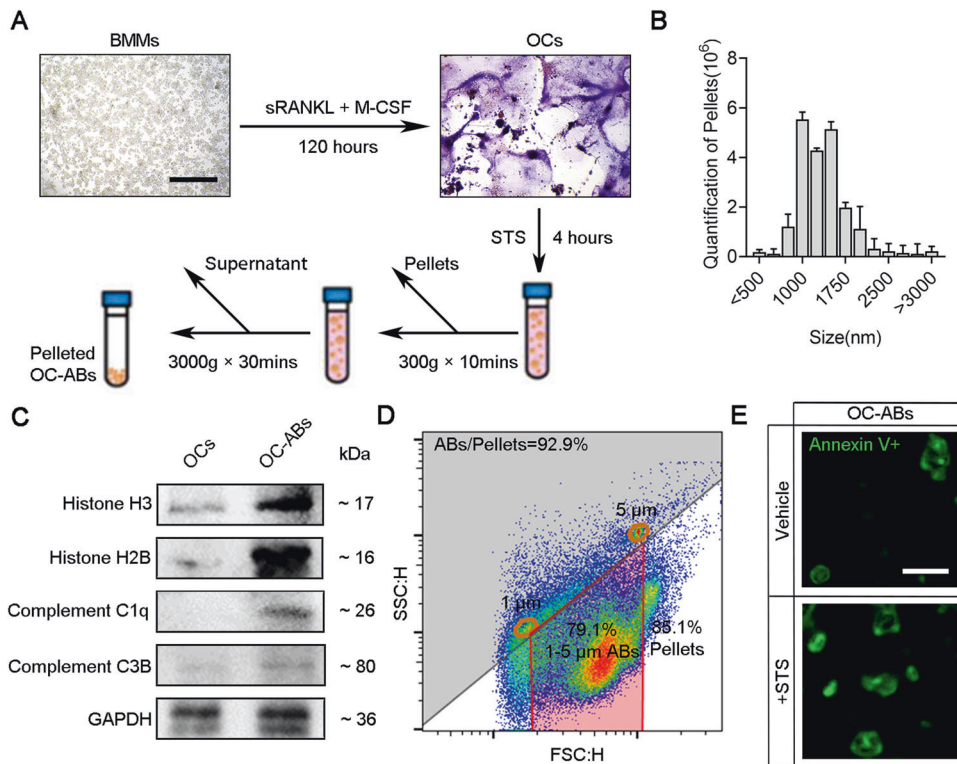 A
BMMs
sRANKL + M-CSF
120 hours
OCs
STS
4 hours
Supernatant
Pellets
3000g × 30mins
300g × 10mins
Pelleted
OC-ABs
B
Quantification of Pellets(10⁶)
8
6
4
2
0
<500
1000
1750
2500
>3000
Size(nm)
C
OCs
OC-ABs
kDa
Histone H3
~ 17
Histone H2B
~ 16
Complement C1q
~ 26
Complement C3B
~ 80
GAPDH
~ 36
D
ABs/Pellets=92.9%
5 μm
1 μm
79.1%
1-5 μm ABs
85.1%
Pellets
SSC:H
FSC:H
E
OC-ABs
Annexin V+
Vehicle
+STS